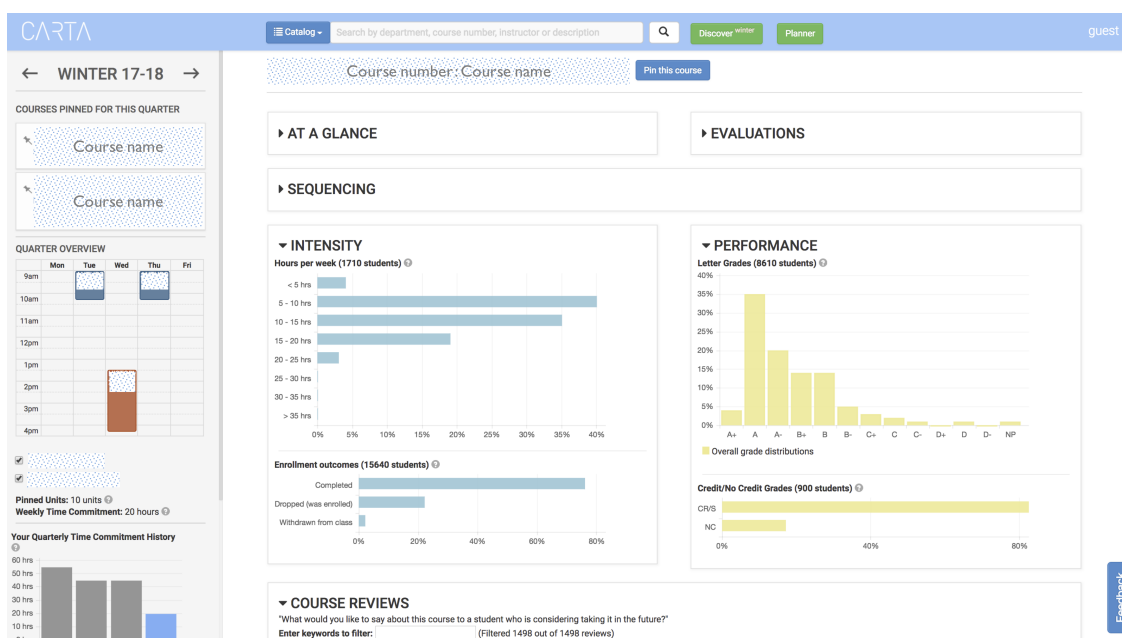 CARTA
Catalog
Search by department, course number, instructor or description
Discover winter
Planner
guest
← WINTER 17-18 →
COURSES PINNED FOR THIS QUARTER
Course name
Course name
QUARTER OVERVIEW
Mon Tue Wed Thu Fri
9am
10am
11am
12pm
1pm
2pm
3pm
4pm
Pinned Units: 10 units
Weekly Time Commitment: 20 hours
Your Quarterly Time Commitment History
60 hrs
50 hrs
40 hrs
30 hrs
20 hrs
10 hrs
Course number: Course name
Pin this course
AT A GLANCE
EVALUATIONS
SEQUENCING
INTENSITY
Hours per week (1710 students)
< 5 hrs
5 - 10 hrs
10 - 15 hrs
15 - 20 hrs
20 - 25 hrs
25 - 30 hrs
30 - 35 hrs
> 35 hrs
0% 5% 10% 15% 20% 25% 30% 35% 40%
Enrollment outcomes (15640 students)
Completed
Dropped (was enrolled)
Withdrawn from class
0% 20% 40% 60% 80%
PERFORMANCE
Letter Grades (8610 students)
40%
35%
30%
25%
20%
15%
10%
5%
0%
A+ A A- B+ B B- C+ C C- D+ D D- NP
Overall grade distributions
Credit/No Credit Grades (900 students)
CR/S
NC
0% 40% 80%
COURSE REVIEWS
"What would you like to say about this course to a student who is considering taking it in the future?"
Enter keywords to filter: (Filtered 1498 out of 1498 reviews)
Feedback